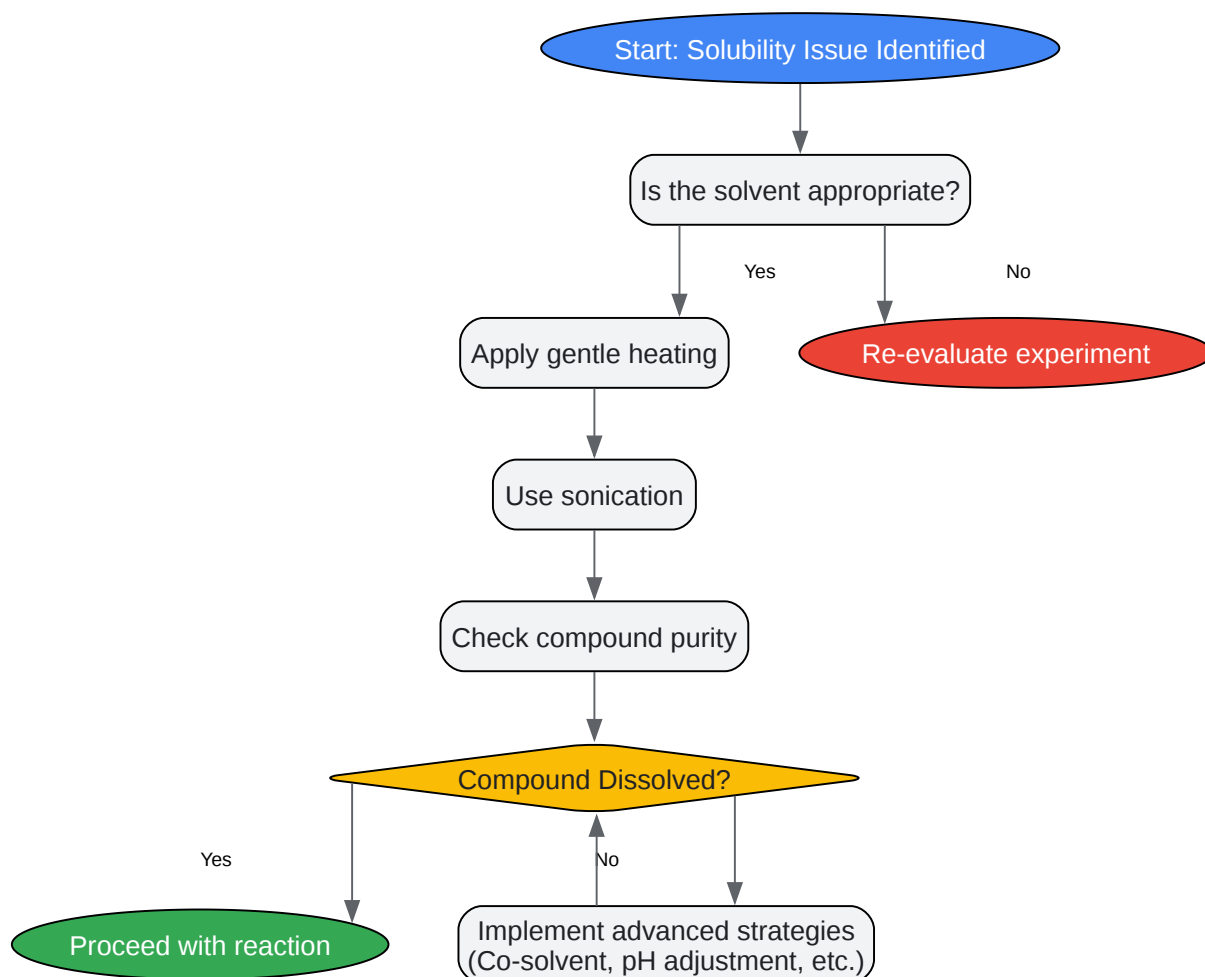 Start: Solubility Issue Identified
Is the solvent appropriate?
Yes
No
Apply gentle heating
Re-evaluate experiment
Use sonication
Check compound purity
Compound Dissolved?
Yes
No
Proceed with reaction
Implement advanced strategies
(Co-solvent, pH adjustment, etc.)